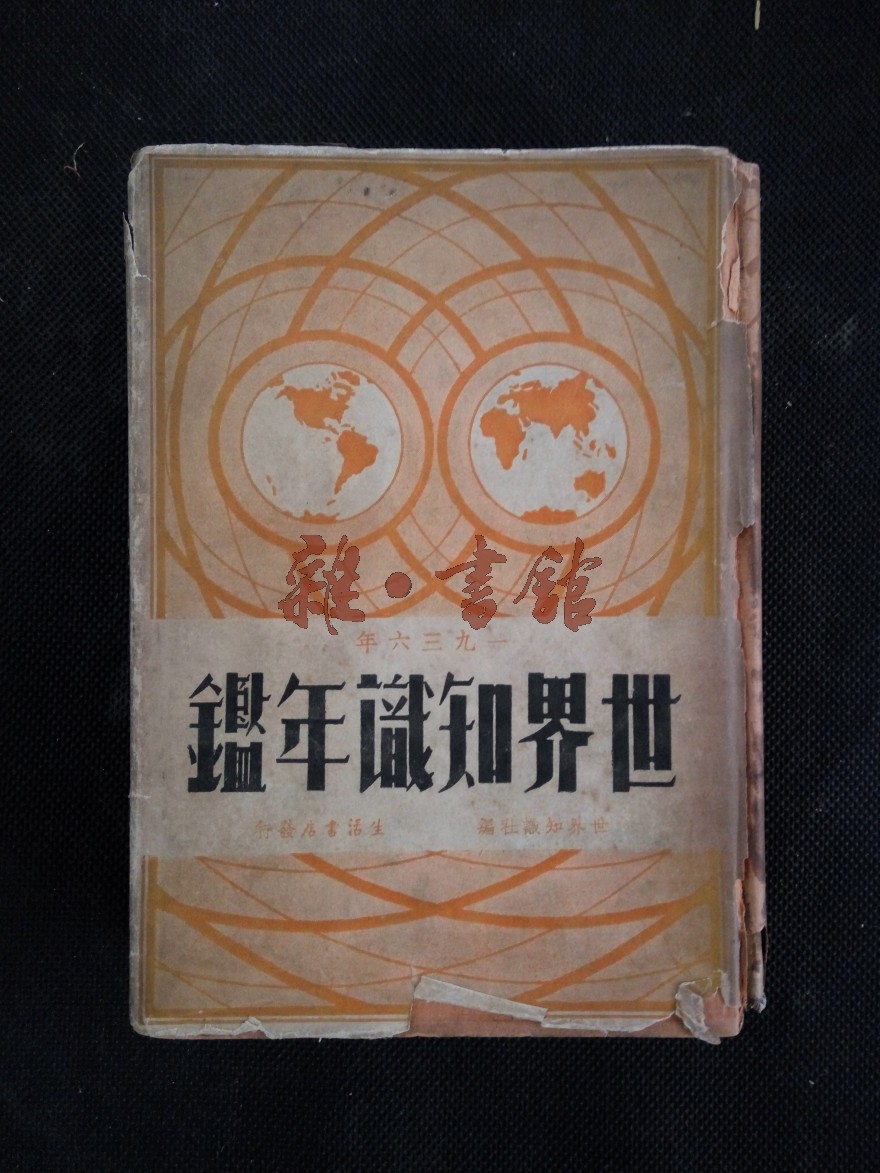 雜·書館
一九三六年
世界知識年鑑
世界知識社編
生活書店發行